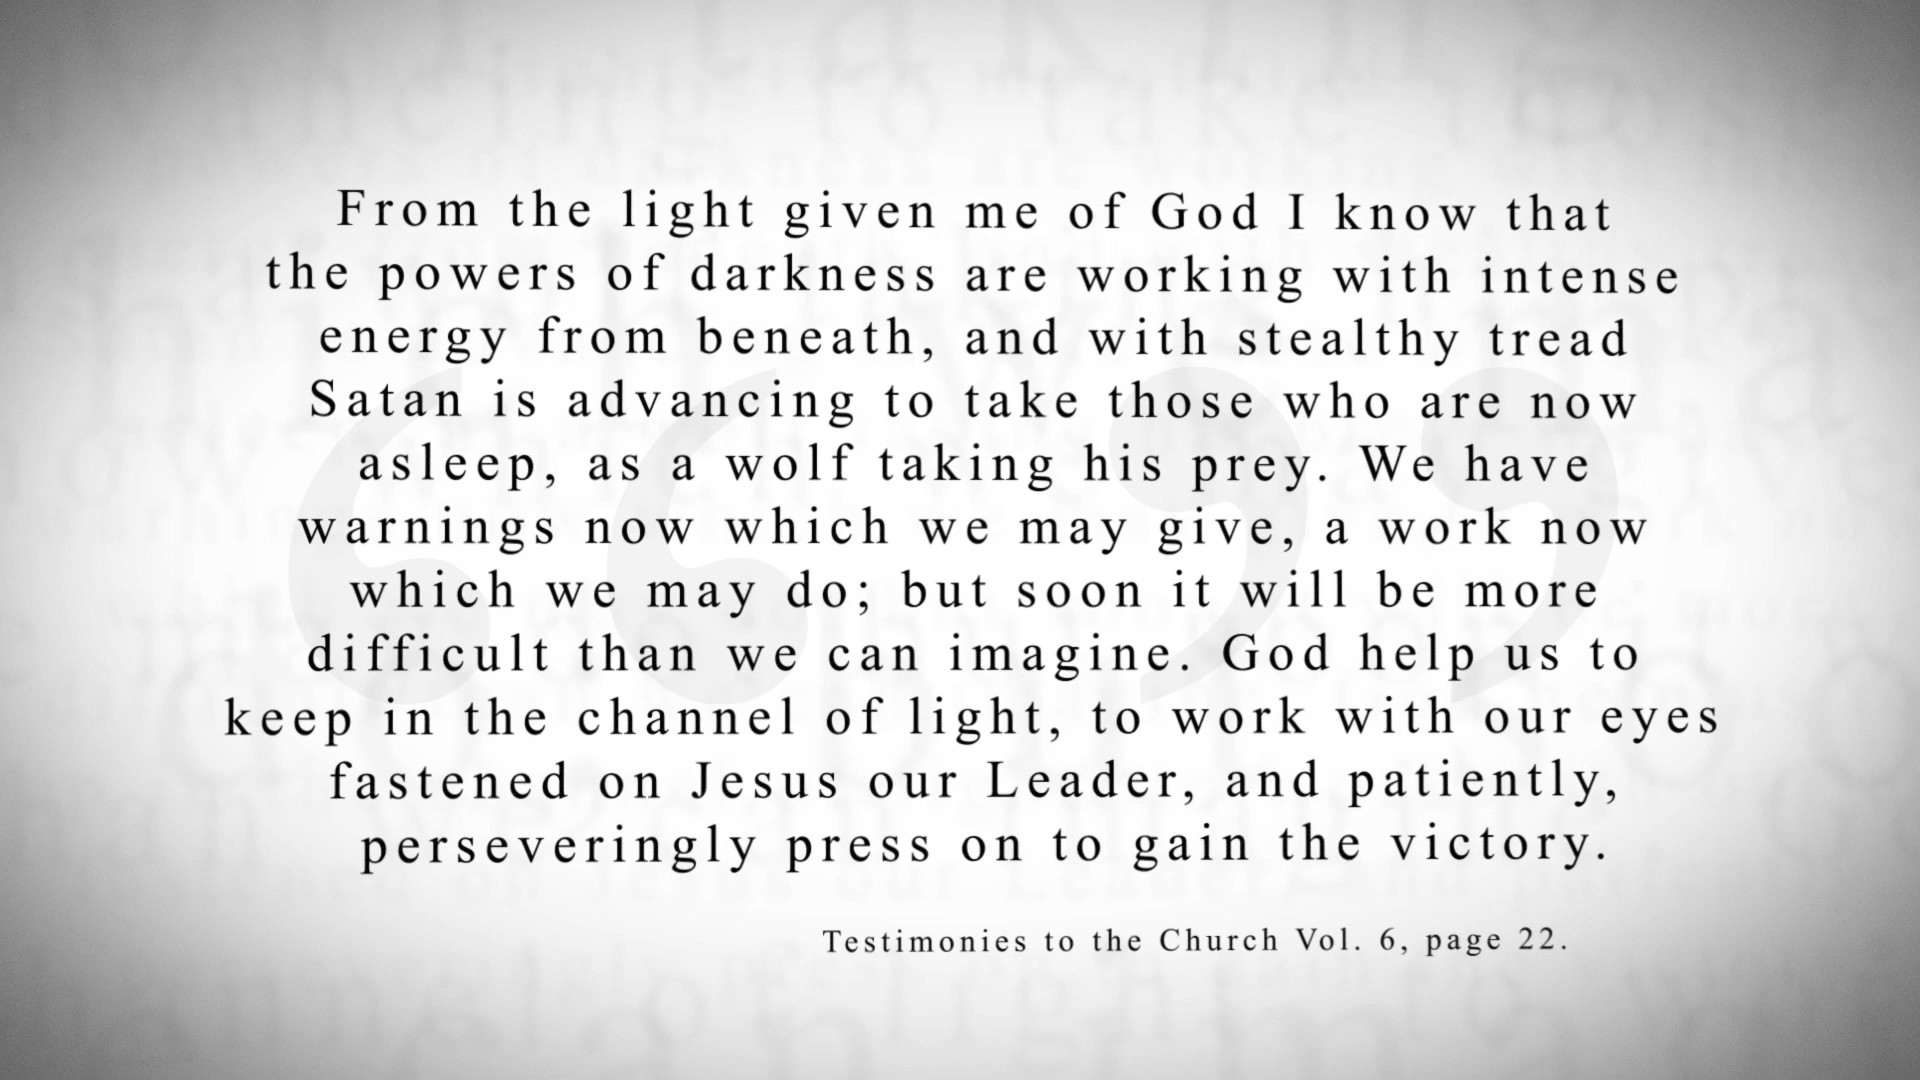 From the light given me of God I know that
the powers of darkness are working with intense
energy from beneath, and with stealthy tread
Satan is advancing to take those who are now
asleep, as a wolf taking his prey. We have
warnings now which we may give, a work now
which we may do; but soon it will be more
difficult than we can imagine. God help us to
keep in the channel of light, to work with our eyes
fastened on Jesus our Leader, and patiently,
perseveringly press on to gain the victory.
Testimonies to the Church Vol. 6, page 22.